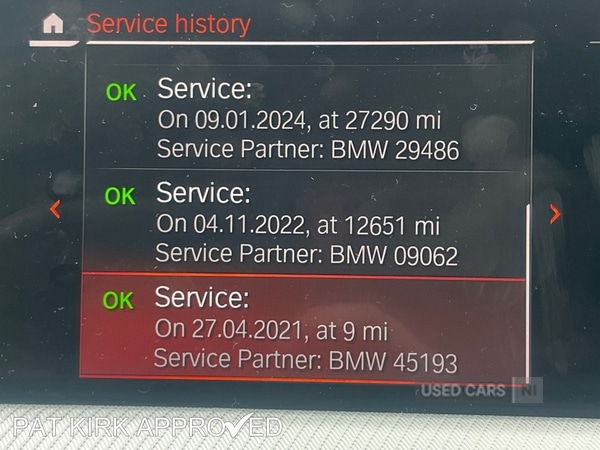 Service history
OK Service:
On 09.01.2024, at 27290 mi
Service Partner: BMW 29486
OK Service:
On 04.11.2022, at 12651 mi
Service Partner: BMW 09062
OK Service:
On 27.04.2021, at 9 mi
Service Partner: BMW 45193
USED CARS NI
PAT KIRK APPROVED